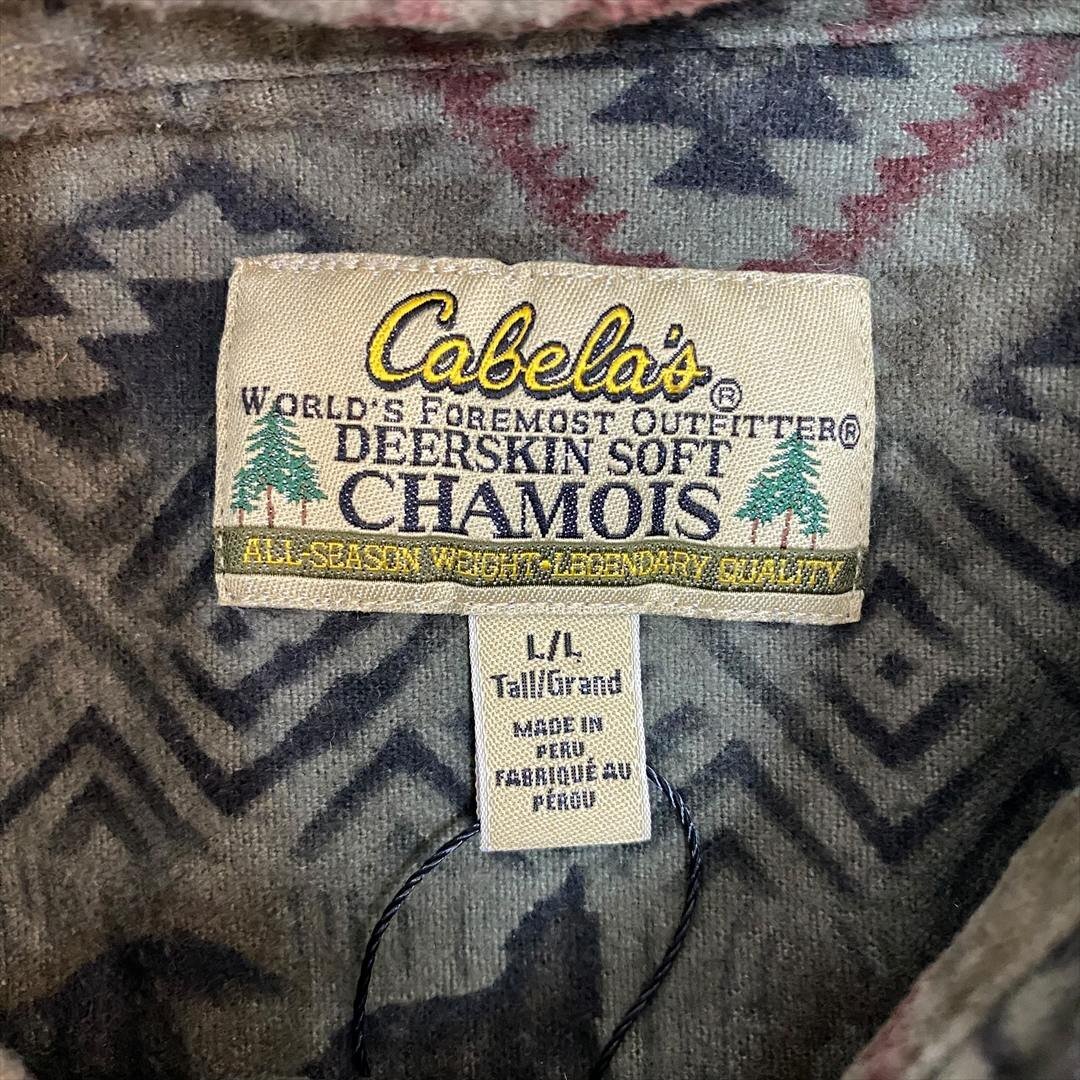 Cabela's®
WORLD'S FOREMOST OUTFITTER®
DEERSKIN SOFT
CHAMOIS
ALL-SEASON WEIGHT·LEGENDARY QUALITY
L/L
Tall/Grand
MADE IN
PERU
FABRIQUÉ AU
PÉROU